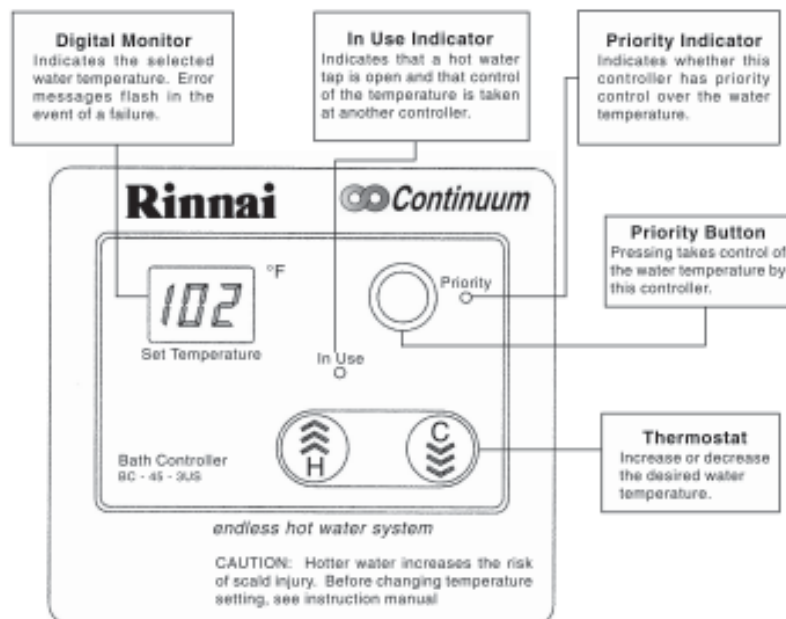 Digital Monitor
Indicates the selected
water temperature. Error
messages flash in the
event of a failure.
In Use Indicator
Indicates that a hot water
tap is open and that control
of the temperature is taken
at another controller.
Priority Indicator
Indicates whether this
controller has priority
control over the water
temperature.
Rinnai
Continuum
Priority Button
Pressing takes control of
the water temperature by
this controller.
102
°F
Priority
Set Temperature
In Use
H
C
Thermostat
Increase or decrease
the desired water
temperature.
Bath Controller
BC - 45 - 3US
endless hot water system
CAUTION: Hotter water increases the risk
of scald injury. Before changing temperature
setting, see instruction manual